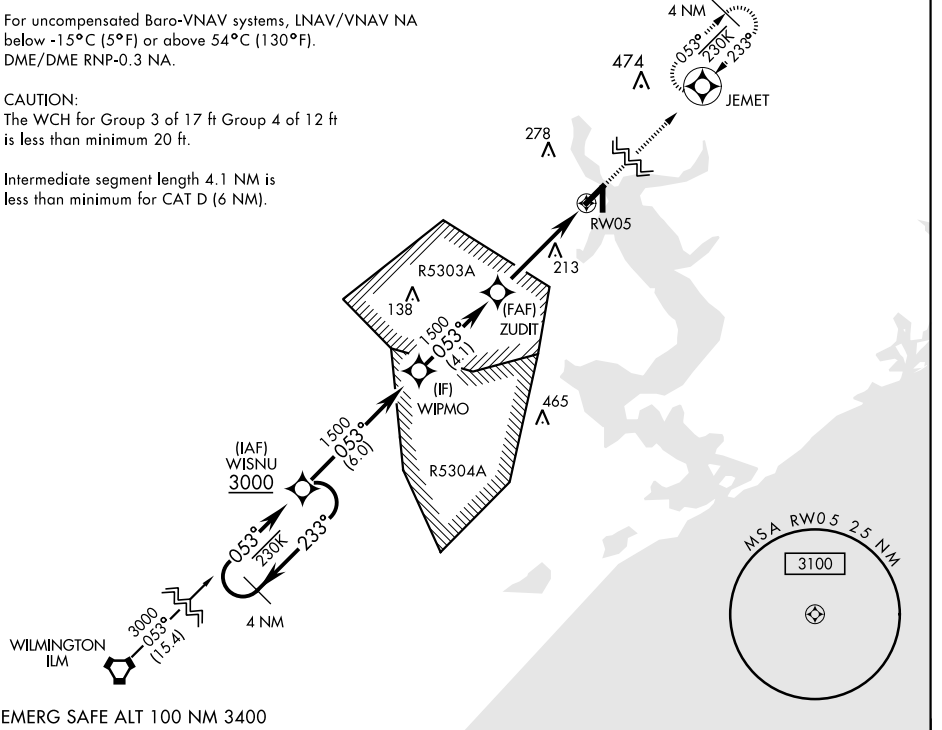 For uncompensated Baro-VNAV systems, LNAV/VNAV NA
below -15°C (5°F) or above 54°C (130°F).
DME/DME RNP-0.3 NA.
CAUTION:
The WCH for Group 3 of 17 ft Group 4 of 12 ft
is less than minimum 20 ft.
Intermediate segment length 4.1 NM is
less than minimum for CAT D (6 NM).
4 NM
053°
230K
233°
474
JEMET
278
RW05
213
R5303A
138
(FAF)
ZUDIT
1500
053°
(4.1)
(IF)
WIPMO
465
R5304A
1500
053°
(6.0)
(IAF)
WISNU
3000
053°
230K
233°
4 NM
3000
053°
(15.4)
WILMINGTON
ILM
MSA RW05 25 NM
3100
EMERG SAFE ALT 100 NM 3400